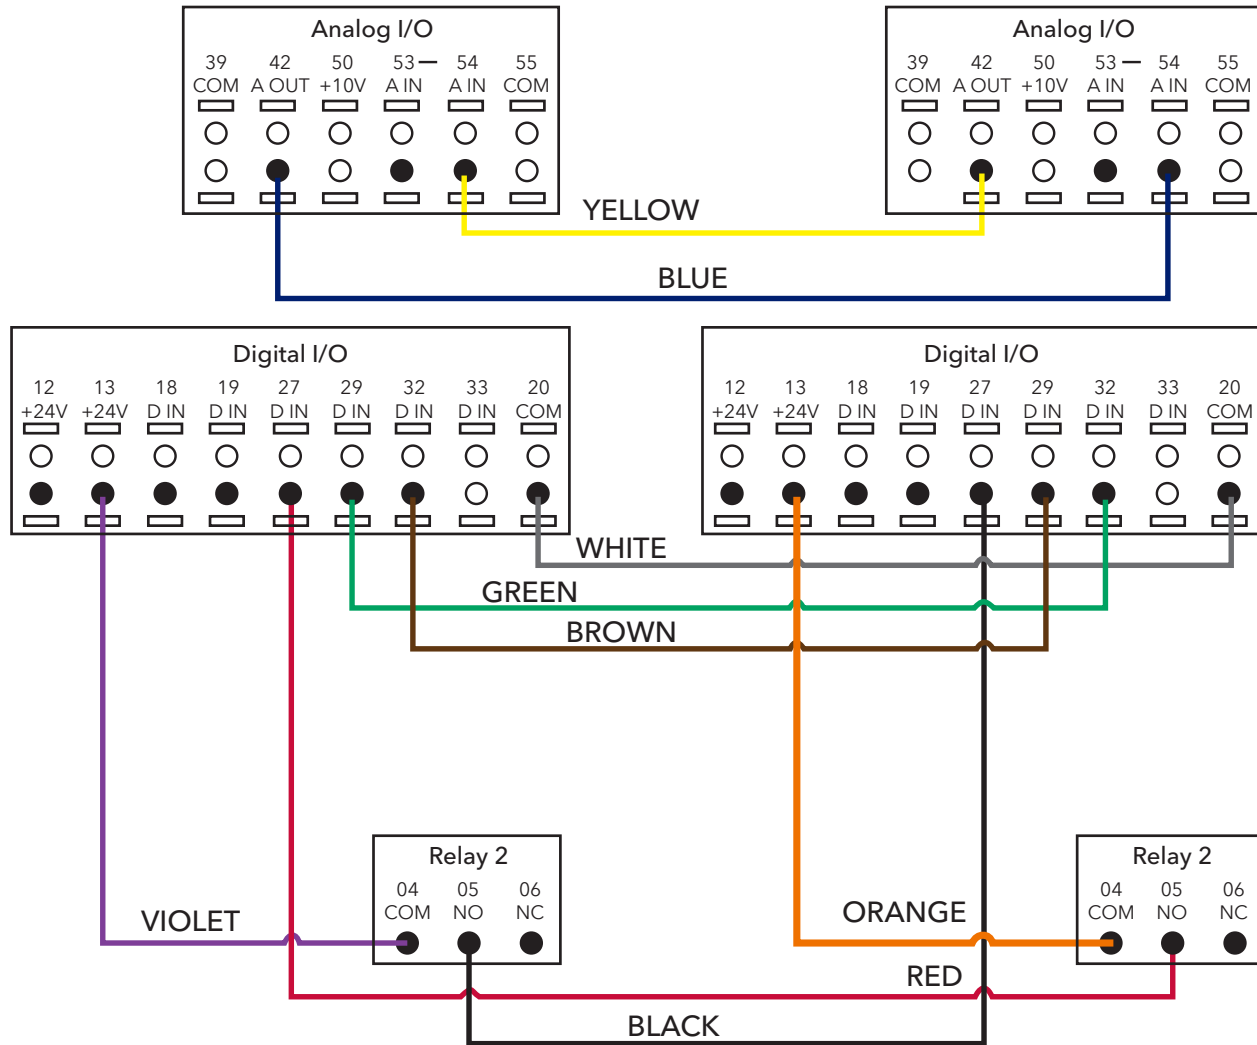 Analog I/O
39 42 50 53 — 54 55
COM A OUT +10V A IN A IN COM
Analog I/O
39 42 50 53 — 54 55
COM A OUT +10V A IN A IN COM
YELLOW
BLUE
Digital I/O
12 13 18 19 27 29 32 33 20
+24V +24V D IN D IN D IN D IN D IN D IN COM
Digital I/O
12 13 18 19 27 29 32 33 20
+24V +24V D IN D IN D IN D IN D IN D IN COM
WHITE
GREEN
BROWN
Relay 2
04 05 06
COM NO NC
Relay 2
04 05 06
COM NO NC
VIOLET
ORANGE
RED
BLACK